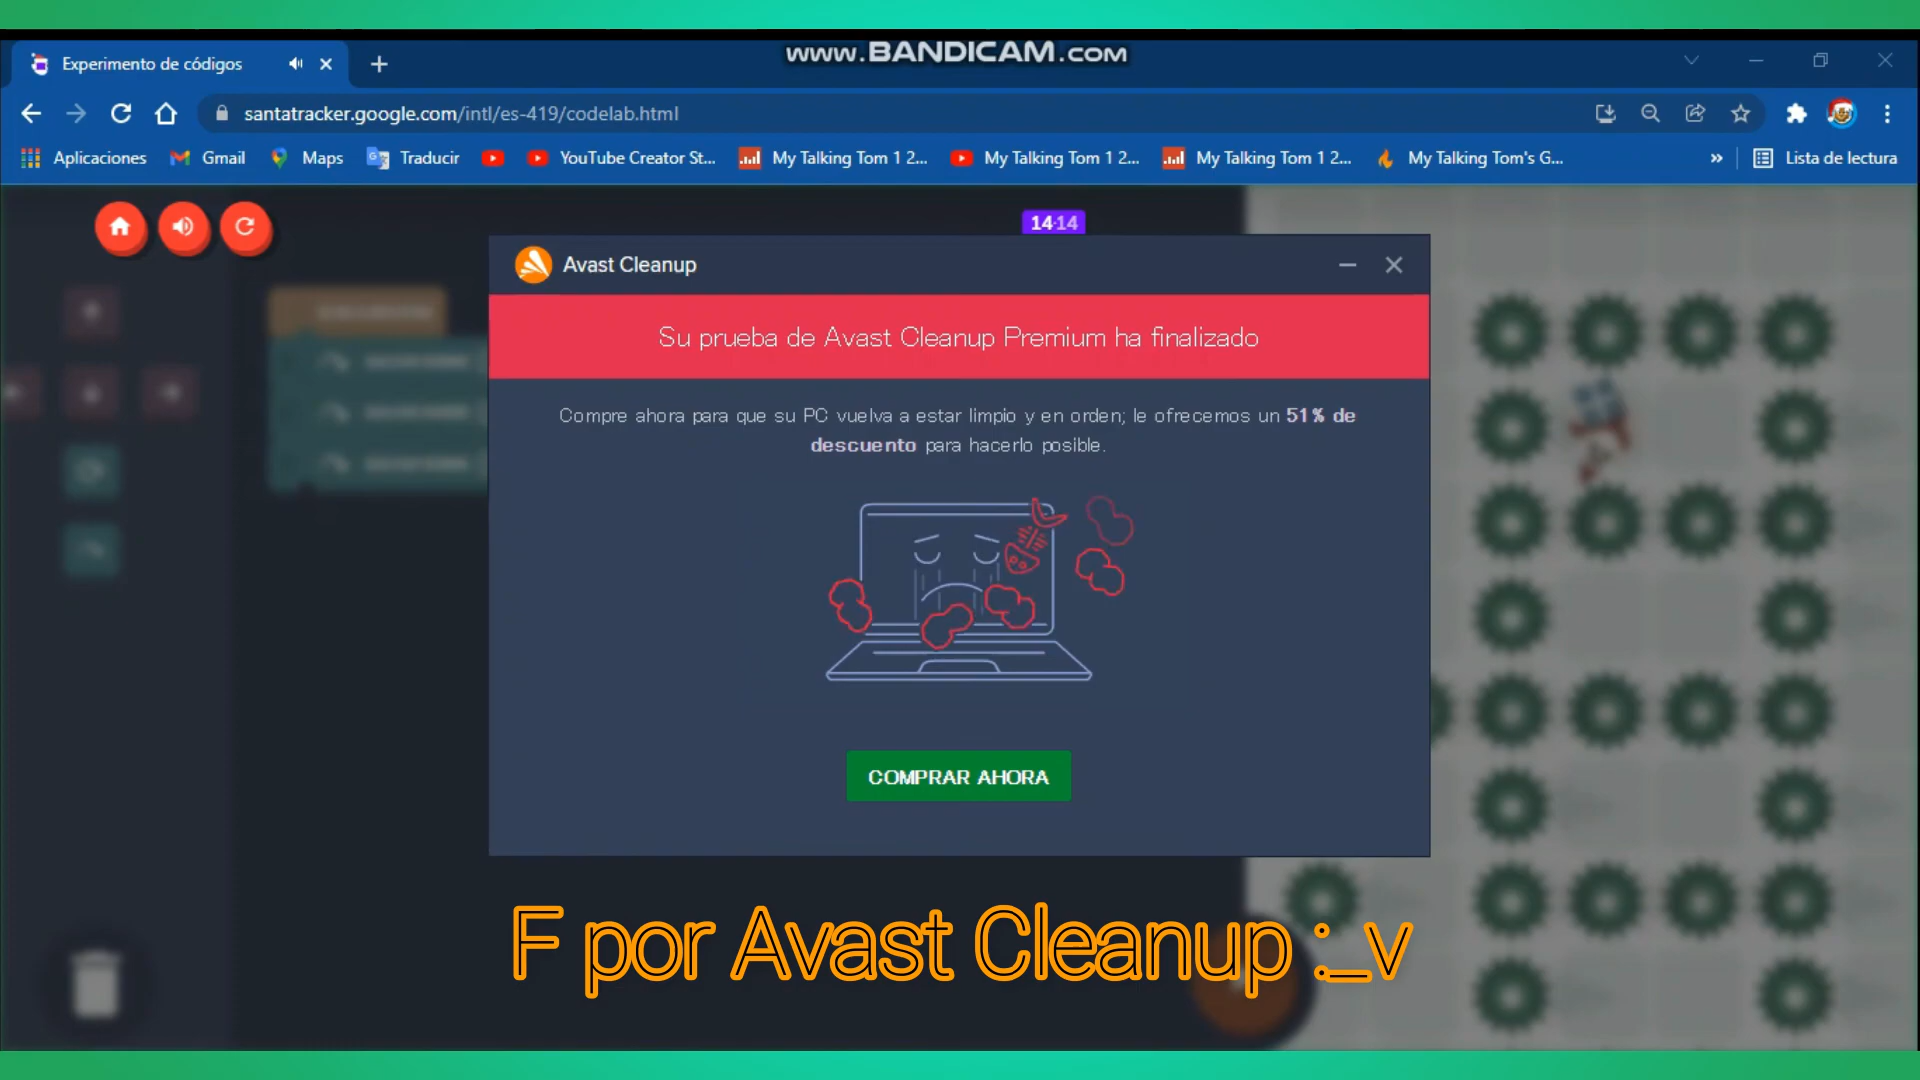 www.BANDICAM.com
Experimento de códigos
santatracker.google.com/intl/es-419/codelab.html
Aplicaciones
Gmail
Maps
Traducir
YouTube Creator St...
My Talking Tom 1 2...
My Talking Tom 1 2...
My Talking Tom 1 2...
My Talking Tom's G...
»
Lista de lectura
14·14
Avast Cleanup
Su prueba de Avast Cleanup Premium ha finalizado
Compre ahora para que su PC vuelva a estar limpio y en orden; le ofrecemos un 51% de
descuento para hacerlo posible.
COMPRAR AHORA
F por Avast Cleanup :_v